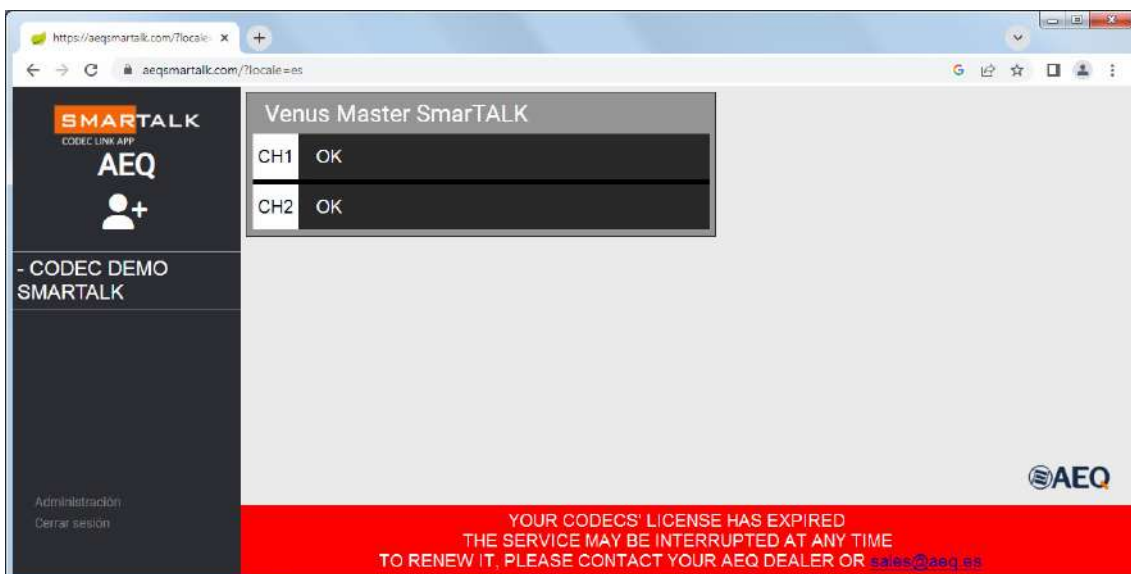 https://aeqsmartalk.com/?locale=
aeqsmartalk.com/?locale=es
SMARTALK
CODEC LINK APP
AEQ
- CODEC DEMO
SMARTALK
Administración
Cerrar sesión
Venus Master SmarTALK
CH1 OK
CH2 OK
AEQ
YOUR CODECS' LICENSE HAS EXPIRED
THE SERVICE MAY BE INTERRUPTED AT ANY TIME
TO RENEW IT, PLEASE CONTACT YOUR AEQ DEALER OR sales@aeq.es